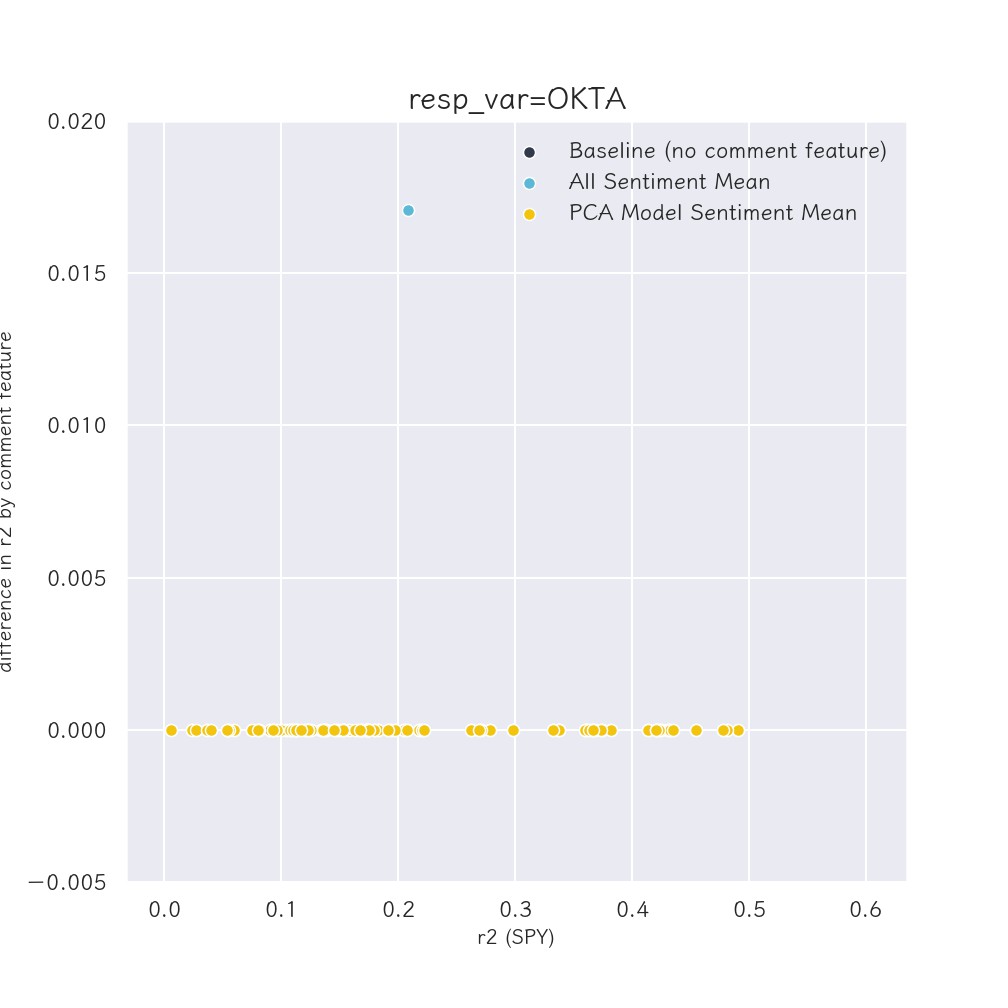 resp_var=OKTA
0.020
0.015
0.010
0.005
0.000
−0.005
difference in r2 by comment feature
Baseline (no comment feature)
All Sentiment Mean
PCA Model Sentiment Mean
0.0 0.1 0.2 0.3 0.4 0.5 0.6
r2 (SPY)